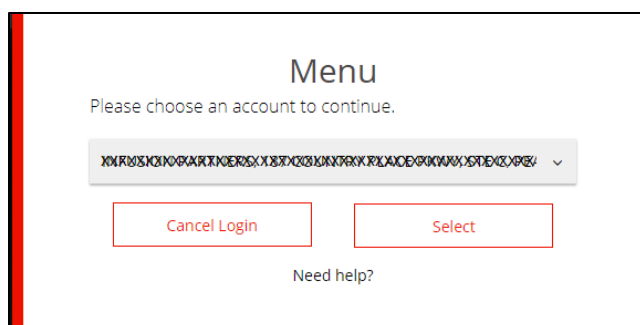 Menu
Please choose an account to continue.
Cancel Login
Select
Need help?